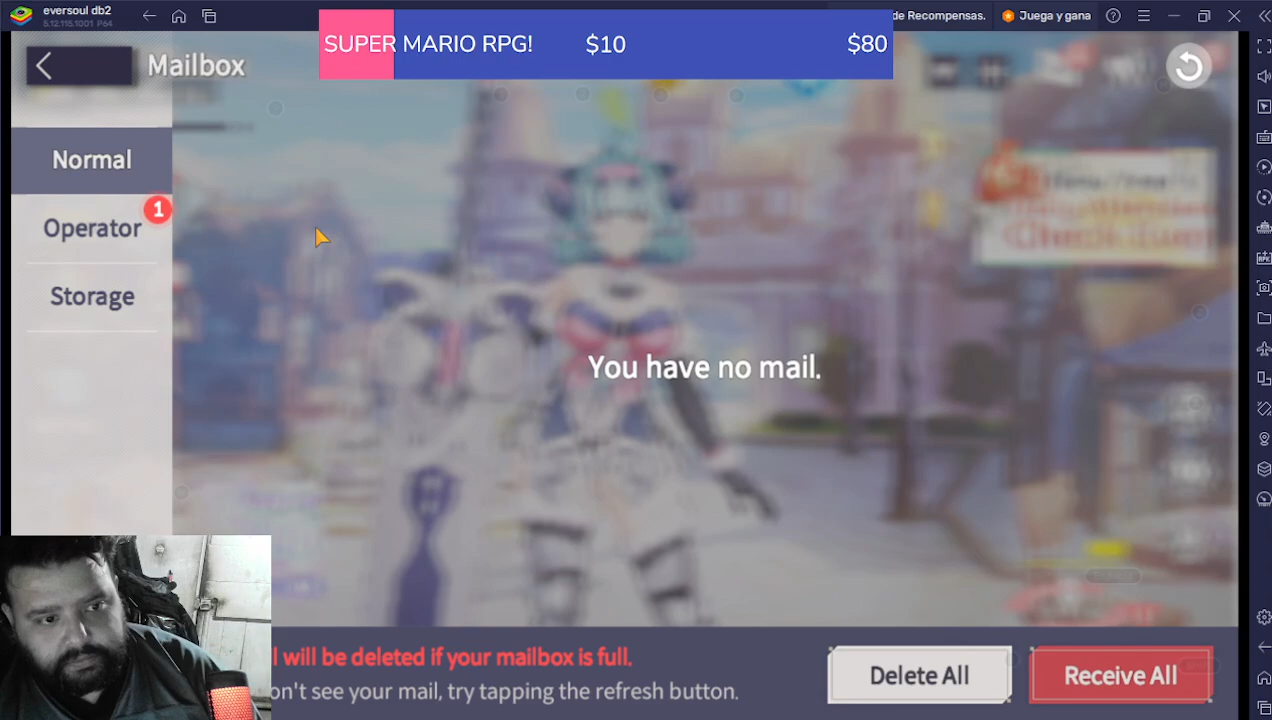 eversoul db2
5.12.115.1001 P64
de Recompensas.
Juega y gana
SUPER MARIO RPG! $10 $80
Mailbox
Normal
Operator
1
Storage
You have no mail.
l will be deleted if your mailbox is full.
on't see your mail, try tapping the refresh button.
Delete All
Receive All